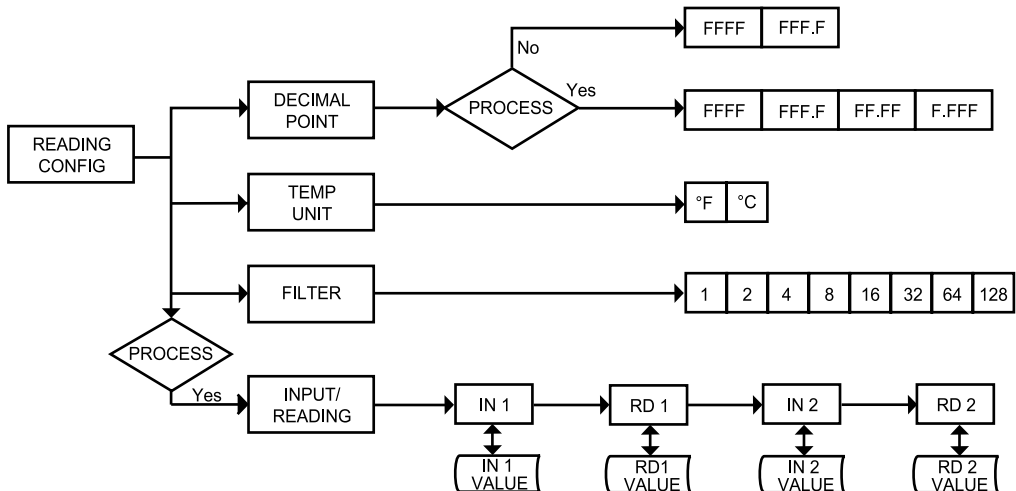 FFFF FFF.F
No
DECIMAL
POINT
PROCESS
Yes
FFFF FFF.F FF.FF F.FFF
READING
CONFIG
TEMP
UNIT
°F °C
FILTER
1 2 4 8 16 32 64 128
PROCESS
Yes
INPUT/
READING
IN 1 RD 1 IN 2 RD 2
IN 1
VALUE
RD1
VALUE
IN 2
VALUE
RD 2
VALUE